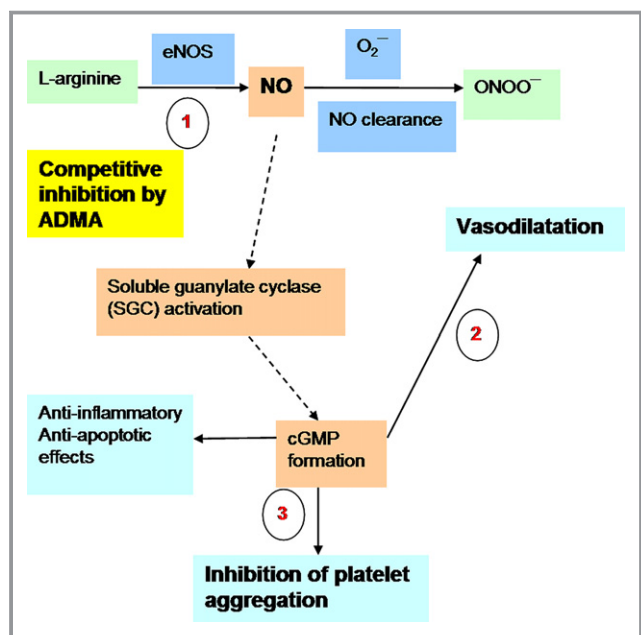 eNOS
O₂⁻
L-arginine
NO
ONOO⁻
1
NO clearance
Competitive
inhibition by
ADMA
Vasodilatation
Soluble guanylate cyclase
(SGC) activation
2
Anti-inflammatory
Anti-apoptotic
effects
cGMP
formation
3
Inhibition of platelet
aggregation